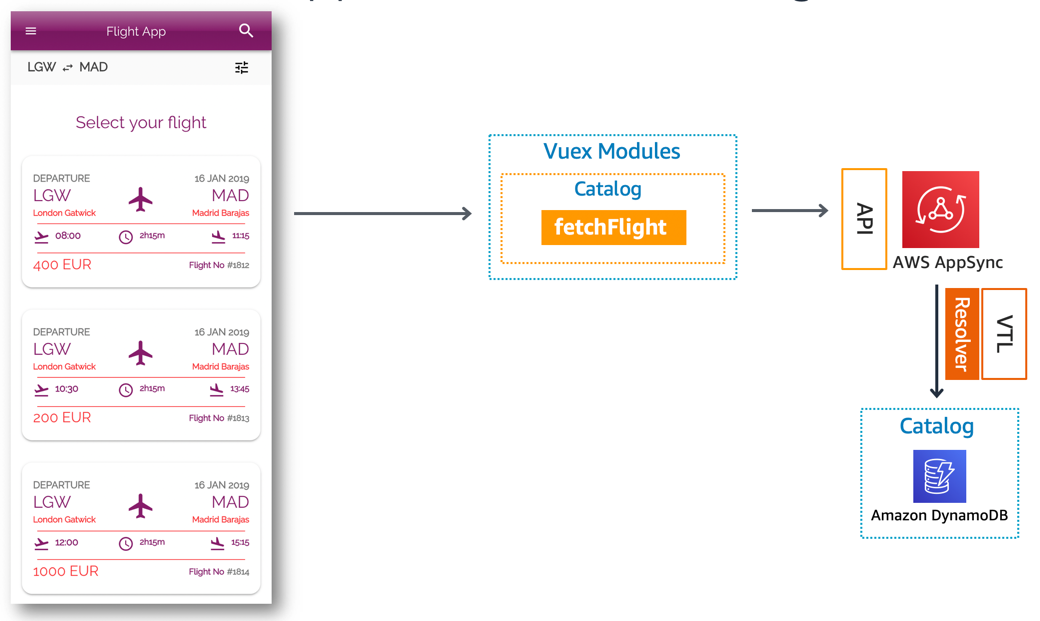 Flight App
LGW ⇌ MAD
Select your flight
DEPARTURE 16 JAN 2019
LGW MAD
London Gatwick Madrid Barajas
08:00 2h15m 11:15
400 EUR Flight No #1812
DEPARTURE 16 JAN 2019
LGW MAD
London Gatwick Madrid Barajas
10:30 2h15m 13:45
200 EUR Flight No #1813
DEPARTURE 16 JAN 2019
LGW MAD
London Gatwick Madrid Barajas
12:00 2h15m 15:15
1000 EUR Flight No #1814
Vuex Modules
Catalog
fetchFlight
API
AWS AppSync
Resolver
VTL
Catalog
Amazon DynamoDB